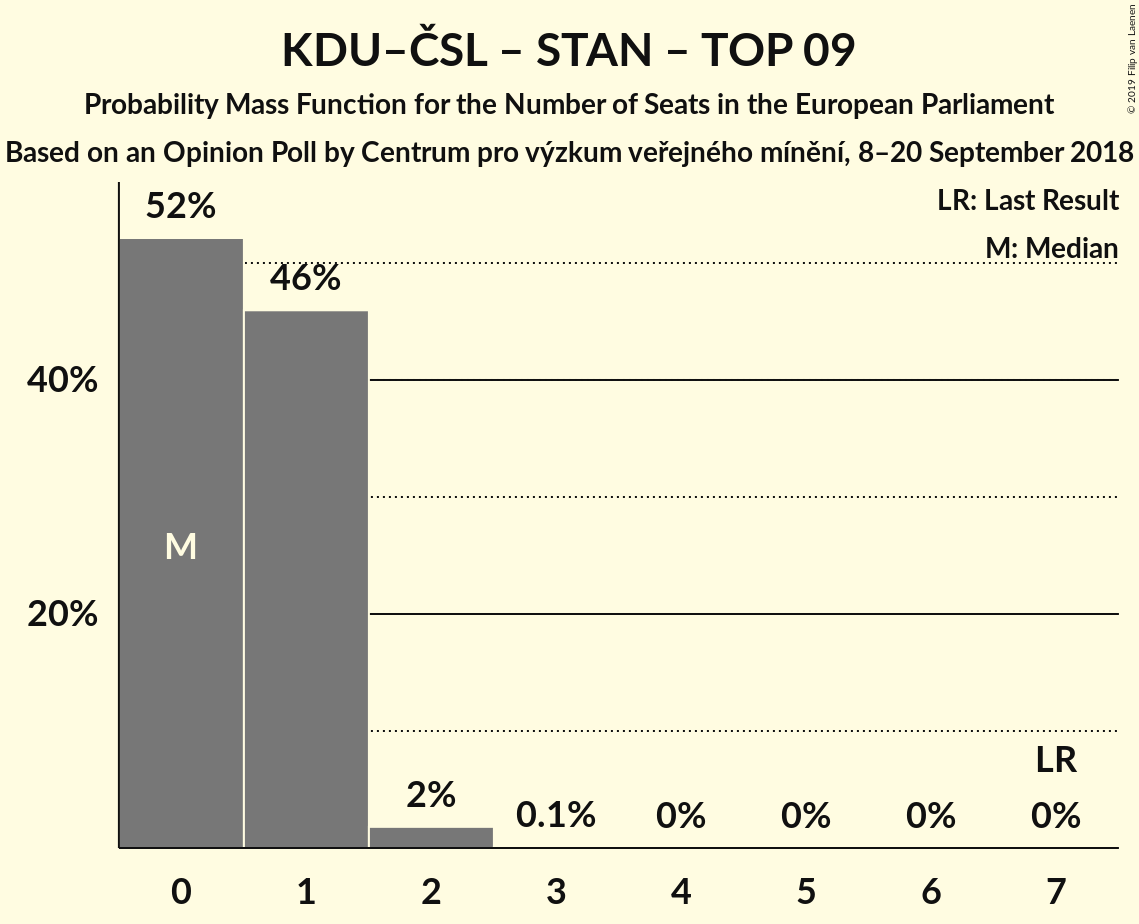 KDU–ČSL – STAN – TOP 09
Probability Mass Function for the Number of Seats in the European Parliament
Based on an Opinion Poll by Centrum pro výzkum veřejného mínění, 8–20 September 2018
© 2019 Filip van Laenen
LR: Last Result
M: Median
52%
46%
40%
M
20%
LR
2%
0.1%
0%
0%
0%
0%
0 1 2 3 4 5 6 7